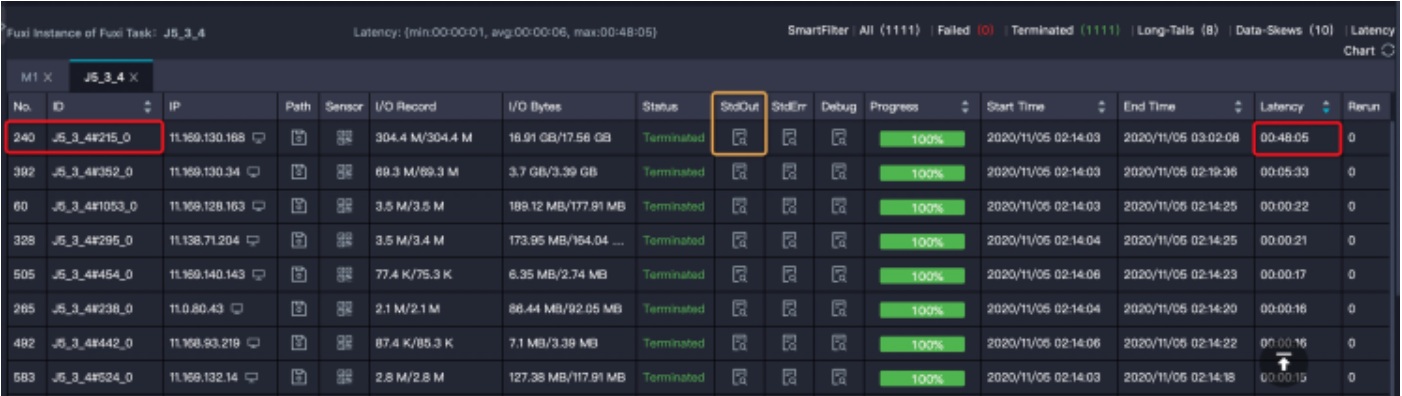 Fuxi Instance of Fuxi Task: J5_3_4 Latency: {min:00:00:01, avg:00:00:06, max:00:48:05} SmartFilter All (1111) Failed (0) Terminated (1111) Long-Tails (8) Data-Skews (10) Latency
Chart
M1 X J5_3_4 X
No. ID IP Path Sensor I/O Record I/O Bytes Status StdOut StdErr Debug Progress Start Time End Time Latency Rerun
240 J5_3_4#215_0 11.169.130.168 304.4 M/304.4 M 16.91 GB/17.56 GB Terminated 100% 2020/11/05 02:14:03 2020/11/05 03:02:08 00:48:05 0
392 J5_3_4#352_0 11.169.130.34 69.3 M/69.3 M 3.7 GB/3.39 GB Terminated 100% 2020/11/05 02:14:03 2020/11/05 02:19:36 00:05:33 0
60 J5_3_4#1053_0 11.169.128.163 3.5 M/3.5 M 189.12 MB/177.91 MB Terminated 100% 2020/11/05 02:14:03 2020/11/05 02:14:25 00:00:22 0
328 J5_3_4#295_0 11.138.71.204 3.5 M/3.4 M 173.95 MB/164.04 ... Terminated 100% 2020/11/05 02:14:04 2020/11/05 02:14:25 00:00:21 0
505 J5_3_4#454_0 11.169.140.143 77.4 K/75.3 K 6.35 MB/2.74 MB Terminated 100% 2020/11/05 02:14:06 2020/11/05 02:14:23 00:00:17 0
265 J5_3_4#238_0 11.0.80.43 2.1 M/2.1 M 86.44 MB/92.05 MB Terminated 100% 2020/11/05 02:14:04 2020/11/05 02:14:20 00:00:16 0
492 J5_3_4#442_0 11.168.93.219 87.4 K/85.3 K 7.1 MB/3.39 MB Terminated 100% 2020/11/05 02:14:06 2020/11/05 02:14:22 00:00:16 0
583 J5_3_4#524_0 11.169.132.14 2.8 M/2.8 M 127.38 MB/117.91 MB Terminated 100% 2020/11/05 02:14:03 2020/11/05 02:14:18 00:00:15 0